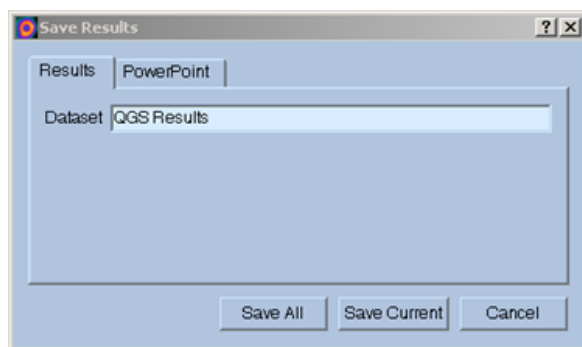 Save Results
Results PowerPoint
Dataset QGS Results
Save All Save Current Cancel